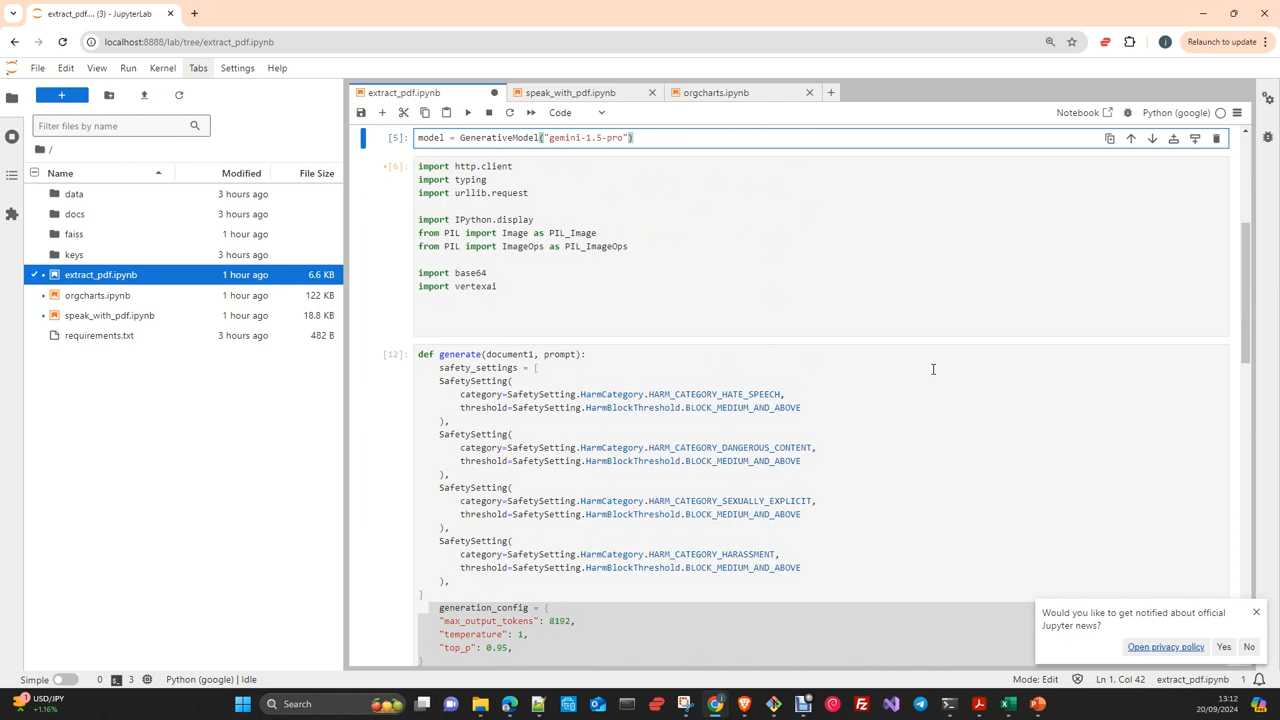 extract_pdf.... (3) - JupyterLab
localhost:8888/lab/tree/extract_pdf.ipynb
Relaunch to update
File Edit View Run Kernel Tabs Settings Help
extract_pdf.ipynb
speak_with_pdf.ipynb
orgcharts.ipynb
Code
Notebook
Python (google)
Filter files by name
/
Name Modified File Size
data 3 hours ago
docs 3 hours ago
faiss 3 hours ago
keys 3 hours ago
extract_pdf.ipynb 1 hour ago 6.6 KB
orgcharts.ipynb 1 hour ago 122 KB
speak_with_pdf.ipynb 1 hour ago 18.8 KB
requirements.txt 3 hours ago 482 B
[5]: model = GenerativeModel("gemini-1.5-pro")
[6]: import http.client
import typing
import urllib.request
import IPython.display
from PIL import Image as PIL_Image
from PIL import ImageOps as PIL_ImageOps
import base64
import vertexai
[12]: def generate(document1, prompt):
safety_settings = [
SafetySetting(
category=SafetySetting.HarmCategory.HARM_CATEGORY_HATE_SPEECH,
threshold=SafetySetting.HarmBlockThreshold.BLOCK_MEDIUM_AND_ABOVE
),
SafetySetting(
category=SafetySetting.HarmCategory.HARM_CATEGORY_DANGEROUS_CONTENT,
threshold=SafetySetting.HarmBlockThreshold.BLOCK_MEDIUM_AND_ABOVE
),
SafetySetting(
category=SafetySetting.HarmCategory.HARM_CATEGORY_SEXUALLY_EXPLICIT,
threshold=SafetySetting.HarmBlockThreshold.BLOCK_MEDIUM_AND_ABOVE
),
SafetySetting(
category=SafetySetting.HarmCategory.HARM_CATEGORY_HARASSMENT,
threshold=SafetySetting.HarmBlockThreshold.BLOCK_MEDIUM_AND_ABOVE
),
]
generation_config = {
"max_output_tokens": 8192,
"temperature": 1,
"top_p": 0.95,
}
Would you like to get notified about official
Jupyter news?
Open privacy policy Yes No
Simple 0 3 Python (google) | Idle
Mode: Edit Ln 1, Col 42 extract_pdf.ipynb 1
USD/JPY
+1.16%
Search
13:12
20/09/2024